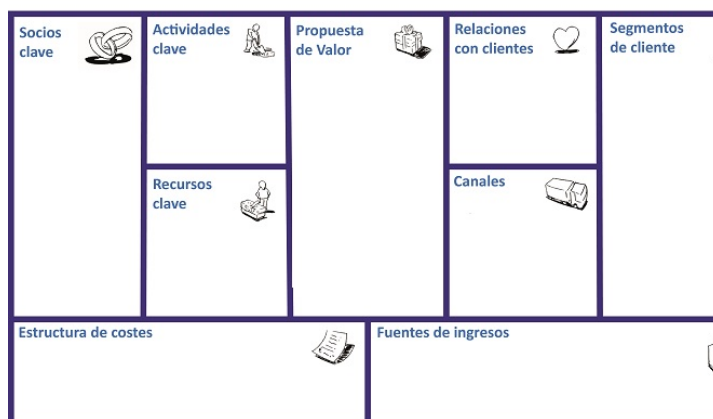 Socios
clave
Actividades
clave
Propuesta
de Valor
Relaciones
con clientes
Segmentos
de cliente
Recursos
clave
Canales
Estructura de costes
Fuentes de ingresos